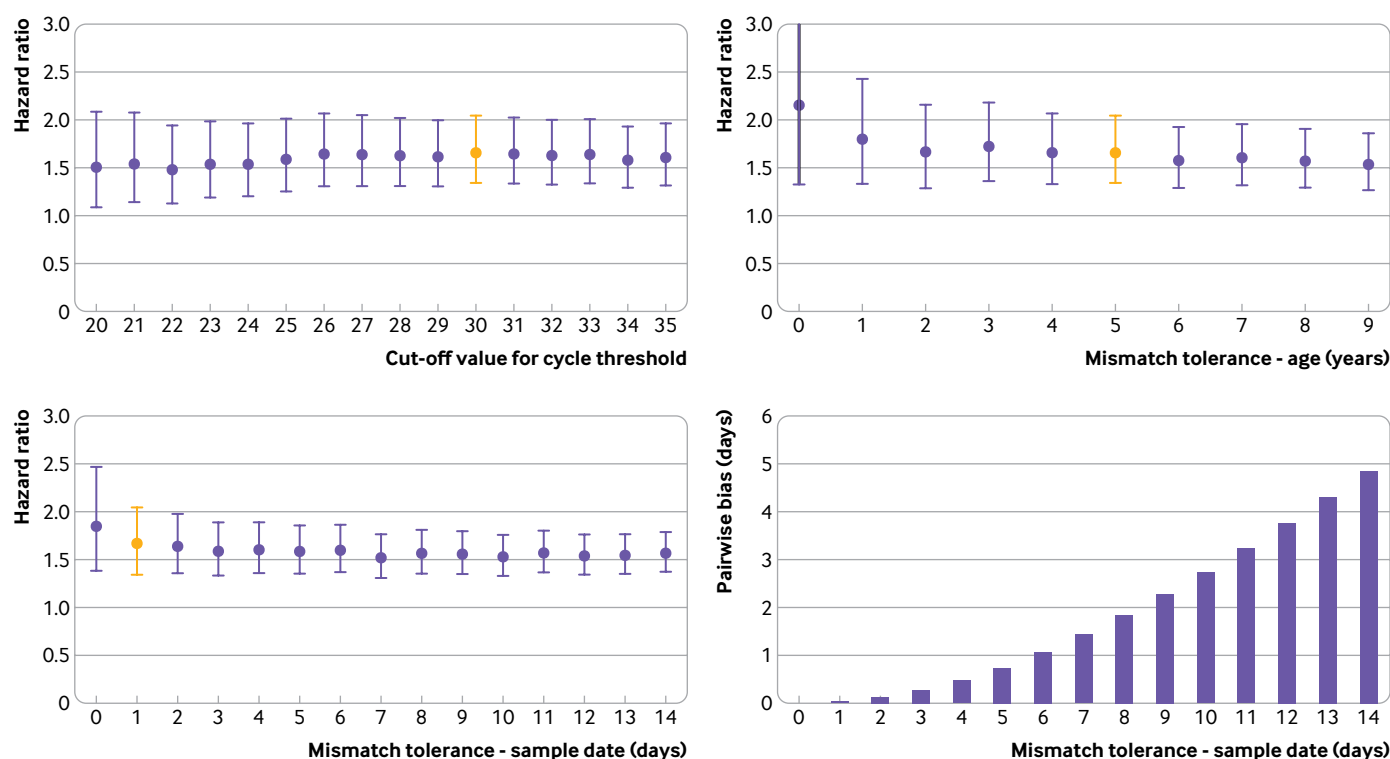 Hazard ratio
3.0
2.5
2.0
1.5
1.0
0.5
0
20 21 22 23 24 25 26 27 28 29 30 31 32 33 34 35
Cut-off value for cycle threshold
Hazard ratio
3.0
2.5
2.0
1.5
1.0
0.5
0
0 1 2 3 4 5 6 7 8 9
Mismatch tolerance - age (years)
Hazard ratio
3.0
2.5
2.0
1.5
1.0
0.5
0
0 1 2 3 4 5 6 7 8 9 10 11 12 13 14
Mismatch tolerance - sample date (days)
Pairwise bias (days)
6
5
4
3
2
1
0
0 1 2 3 4 5 6 7 8 9 10 11 12 13 14
Mismatch tolerance - sample date (days)